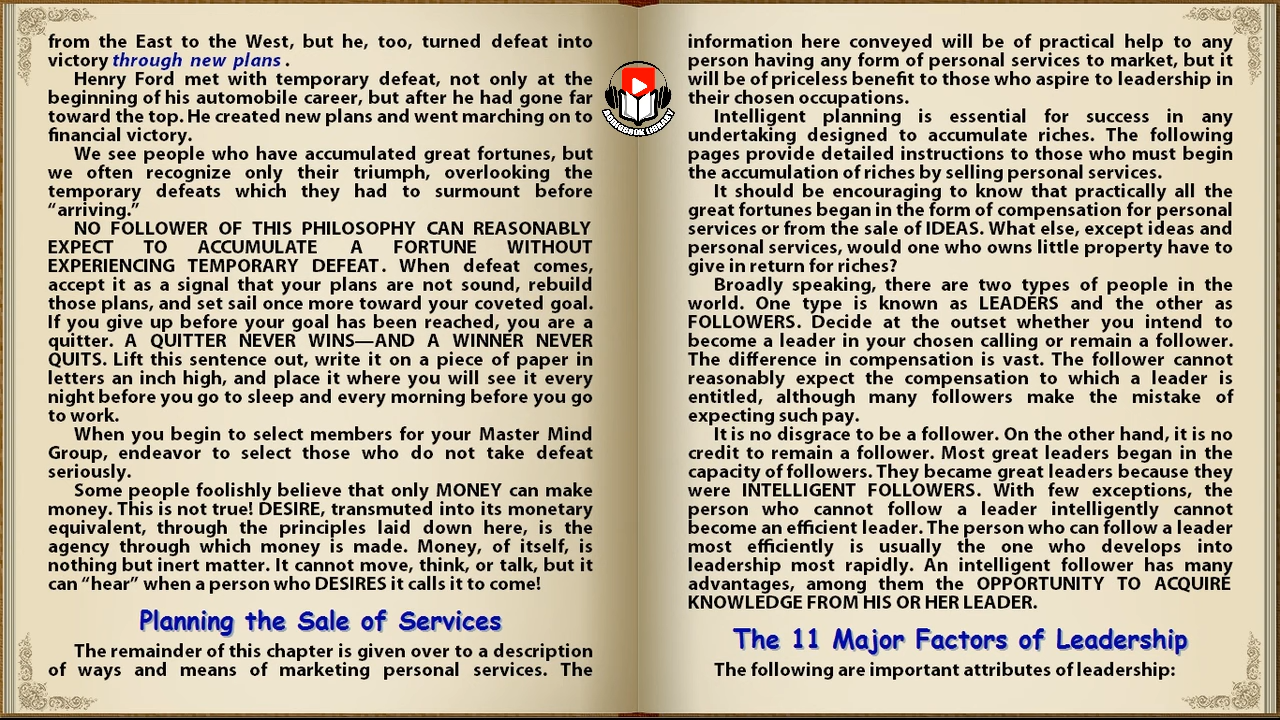 from the East to the West, but he, too, turned defeat into
victory through new plans .
Henry Ford met with temporary defeat, not only at the
beginning of his automobile career, but after he had gone far
toward the top. He created new plans and went marching on to
financial victory.
We see people who have accumulated great fortunes, but
we often recognize only their triumph, overlooking the
temporary defeats which they had to surmount before
“arriving.”
NO FOLLOWER OF THIS PHILOSOPHY CAN REASONABLY
EXPECT TO ACCUMULATE A FORTUNE WITHOUT
EXPERIENCING TEMPORARY DEFEAT. When defeat comes,
accept it as a signal that your plans are not sound, rebuild
those plans, and set sail once more toward your coveted goal.
If you give up before your goal has been reached, you are a
quitter. A QUITTER NEVER WINS—AND A WINNER NEVER
QUITS. Lift this sentence out, write it on a piece of paper in
letters an inch high, and place it where you will see it every
night before you go to sleep and every morning before you go
to work.
When you begin to select members for your Master Mind
Group, endeavor to select those who do not take defeat
seriously.
Some people foolishly believe that only MONEY can make
money. This is not true! DESIRE, transmuted into its monetary
equivalent, through the principles laid down here, is the
agency through which money is made. Money, of itself, is
nothing but inert matter. It cannot move, think, or talk, but it
can “hear” when a person who DESIRES it calls it to come!
Planning the Sale of Services
The remainder of this chapter is given over to a description
of ways and means of marketing personal services. The
AUDIOBOOK LIBRARY
information here conveyed will be of practical help to any
person having any form of personal services to market, but it
will be of priceless benefit to those who aspire to leadership in
their chosen occupations.
Intelligent planning is essential for success in any
undertaking designed to accumulate riches. The following
pages provide detailed instructions to those who must begin
the accumulation of riches by selling personal services.
It should be encouraging to know that practically all the
great fortunes began in the form of compensation for personal
services or from the sale of IDEAS. What else, except ideas and
personal services, would one who owns little property have to
give in return for riches?
Broadly speaking, there are two types of people in the
world. One type is known as LEADERS and the other as
FOLLOWERS. Decide at the outset whether you intend to
become a leader in your chosen calling or remain a follower.
The difference in compensation is vast. The follower cannot
reasonably expect the compensation to which a leader is
entitled, although many followers make the mistake of
expecting such pay.
It is no disgrace to be a follower. On the other hand, it is no
credit to remain a follower. Most great leaders began in the
capacity of followers. They became great leaders because they
were INTELLIGENT FOLLOWERS. With few exceptions, the
person who cannot follow a leader intelligently cannot
become an efficient leader. The person who can follow a leader
most efficiently is usually the one who develops into
leadership most rapidly. An intelligent follower has many
advantages, among them the OPPORTUNITY TO ACQUIRE
KNOWLEDGE FROM HIS OR HER LEADER.
The 11 Major Factors of Leadership
The following are important attributes of leadership: